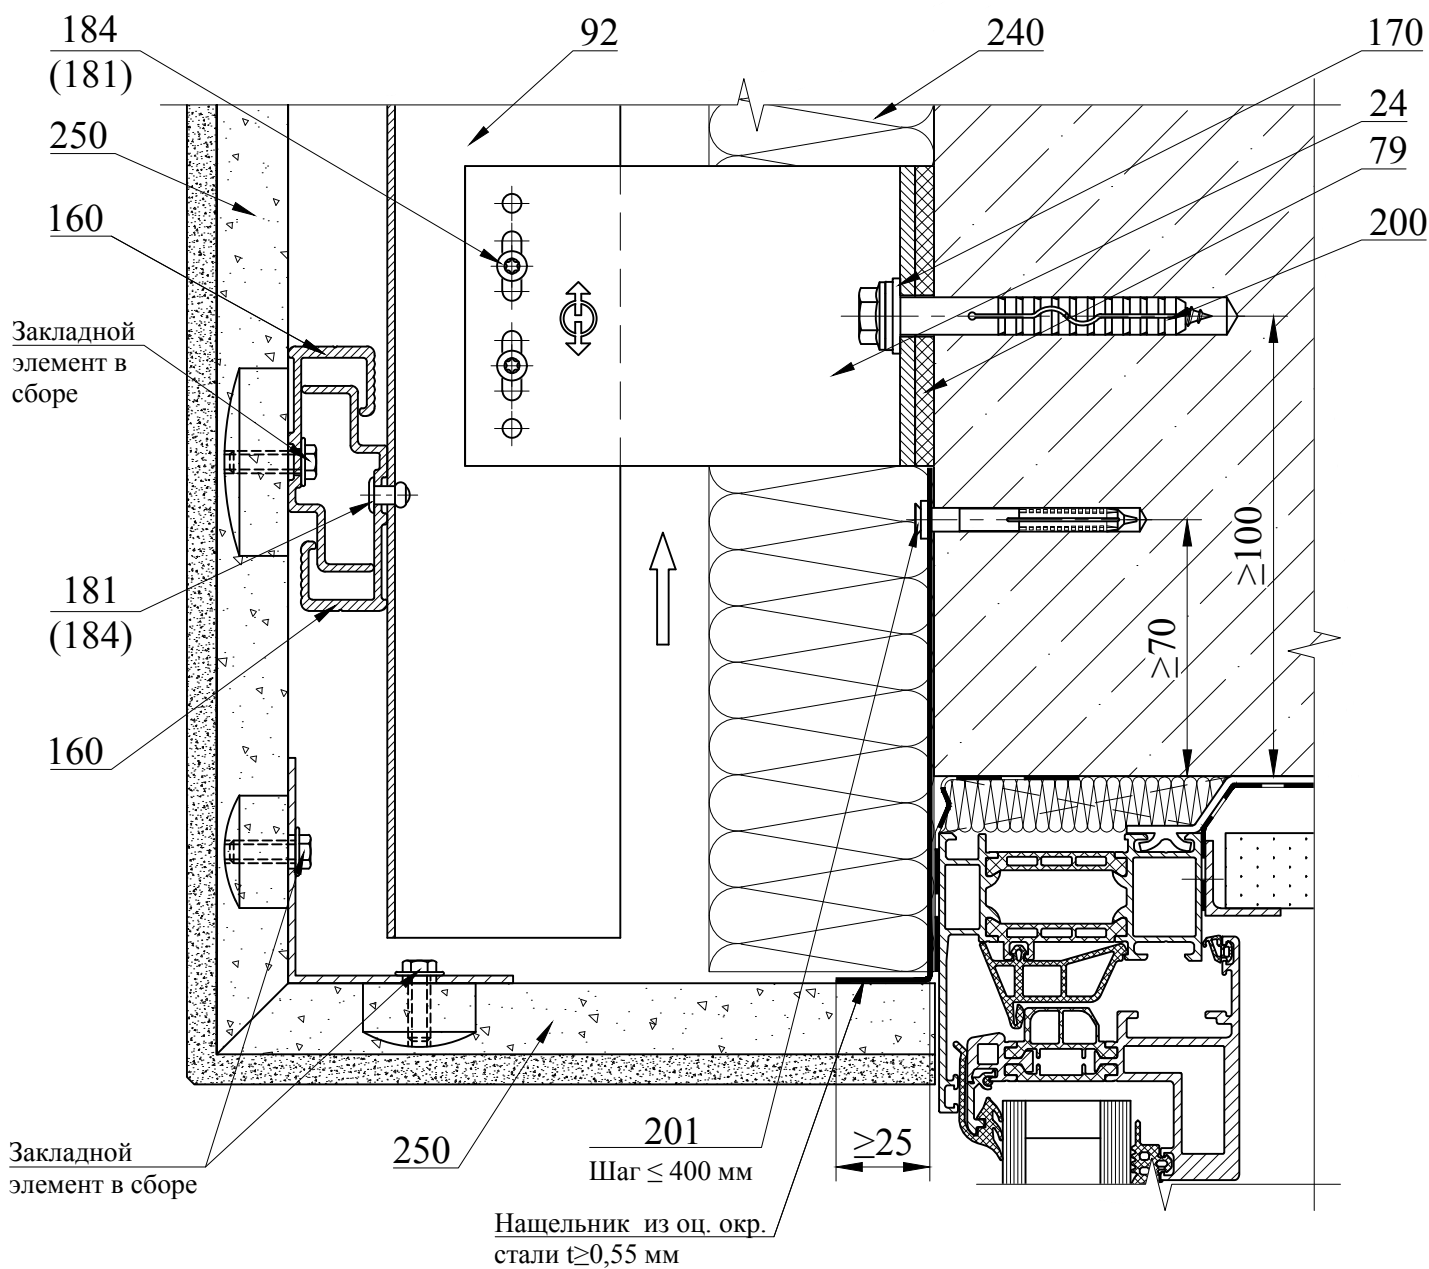 184
(181)
92
240
170
250
24
79
160
200
Закладной
элемент в
сборе
≥100
181
(184)
≥70
160
Закладной
элемент в сборе
250
201
Шаг ≤ 400 мм
≥25
Нащельник из оц. окр.
стали t≥0,55 мм